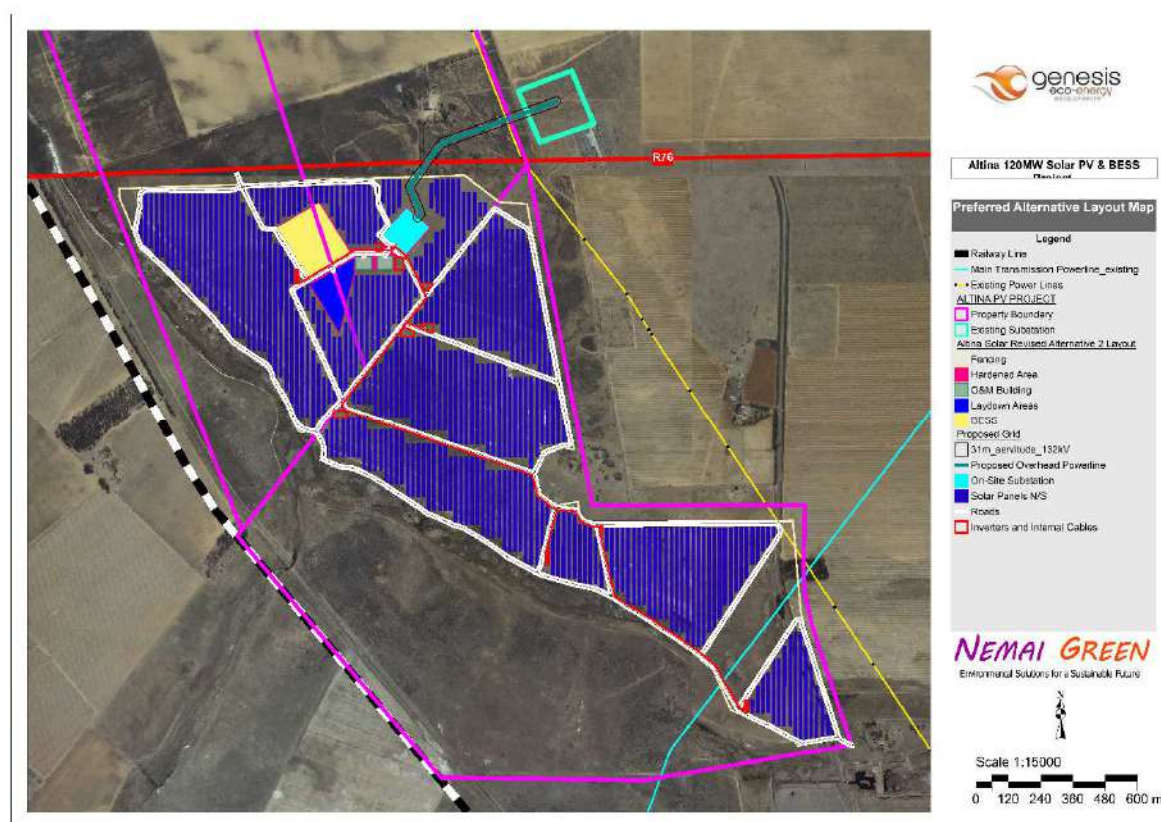 genesis
eco-energy
Altina 120MW Solar PV & BESS
Project
Preferred Alternative Layout Map
Legend
Railway Line
Main Transmission Powerline_existing
Existing Power Lines
ALTINA PV PROJECT
Property Boundary
Existing Substation
Altina Solar Revised Alternative 2 Layout
Fencing
Hardened Area
O&M Building
Laydown Areas
BESS
Proposed Grid
31m_servitude_132kV
Proposed Overhead Powerline
On-Site Substation
Solar Panels N/S
Roads
Inverters and Internal Cables
R76
NEMAI GREEN
Environmental Solutions for a Sustainable Future
Scale 1:15000
0 120 240 360 480 600 m